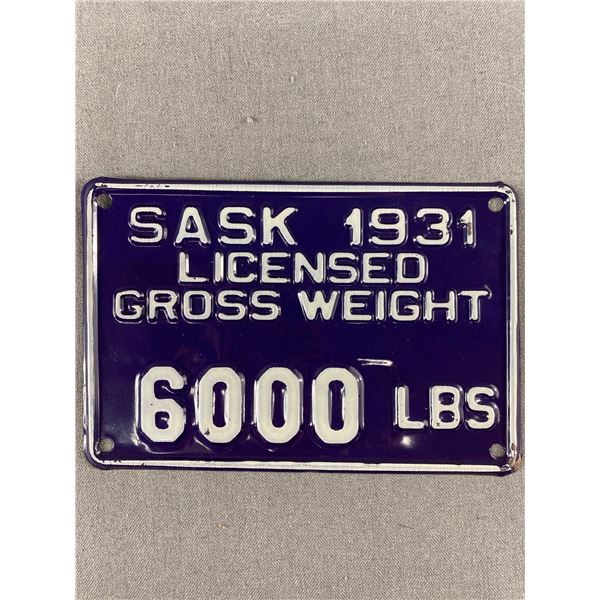 SASK 1931
LICENSED
GROSS WEIGHT
6000 LBS